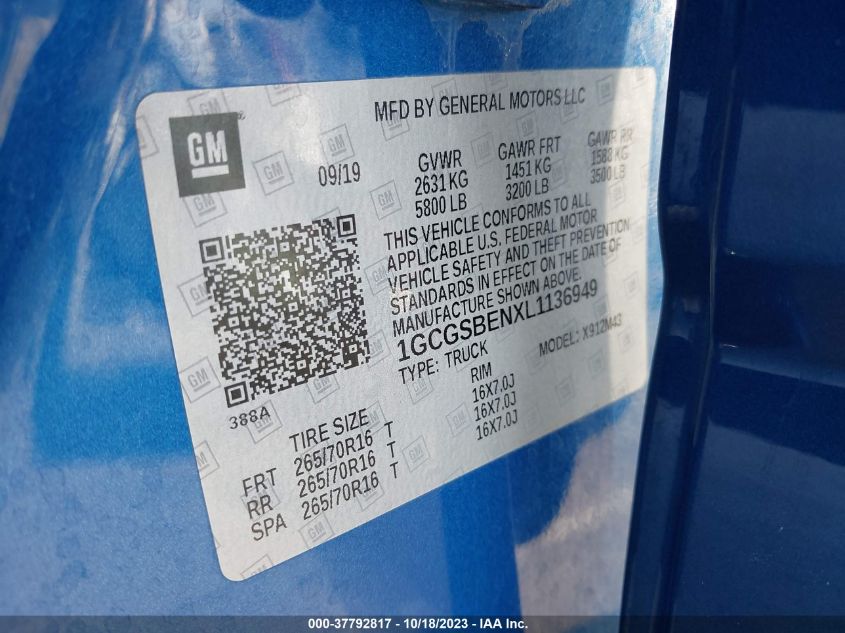 MFD BY GENERAL MOTORS LLC
GM
09/19
GVWR
2631 KG
5800 LB
GAWR FRT
1451 KG
3200 LB
GAWR RR
1588 KG
3500 LB
THIS VEHICLE CONFORMS TO ALL
APPLICABLE U.S. FEDERAL MOTOR
VEHICLE SAFETY AND THEFT PREVENTION
STANDARDS IN EFFECT ON THE DATE OF
MANUFACTURE SHOWN ABOVE.
1GCGSBENXL1136949
TYPE: TRUCK
MODEL: X912M43
388A
TIRE SIZE
RIM
FRT 265/70R16 T 16X7.0J
RR 265/70R16 T 16X7.0J
SPA 265/70R16 T 16X7.0J
000-37792817 | 10/18/2023 - IAA Inc.